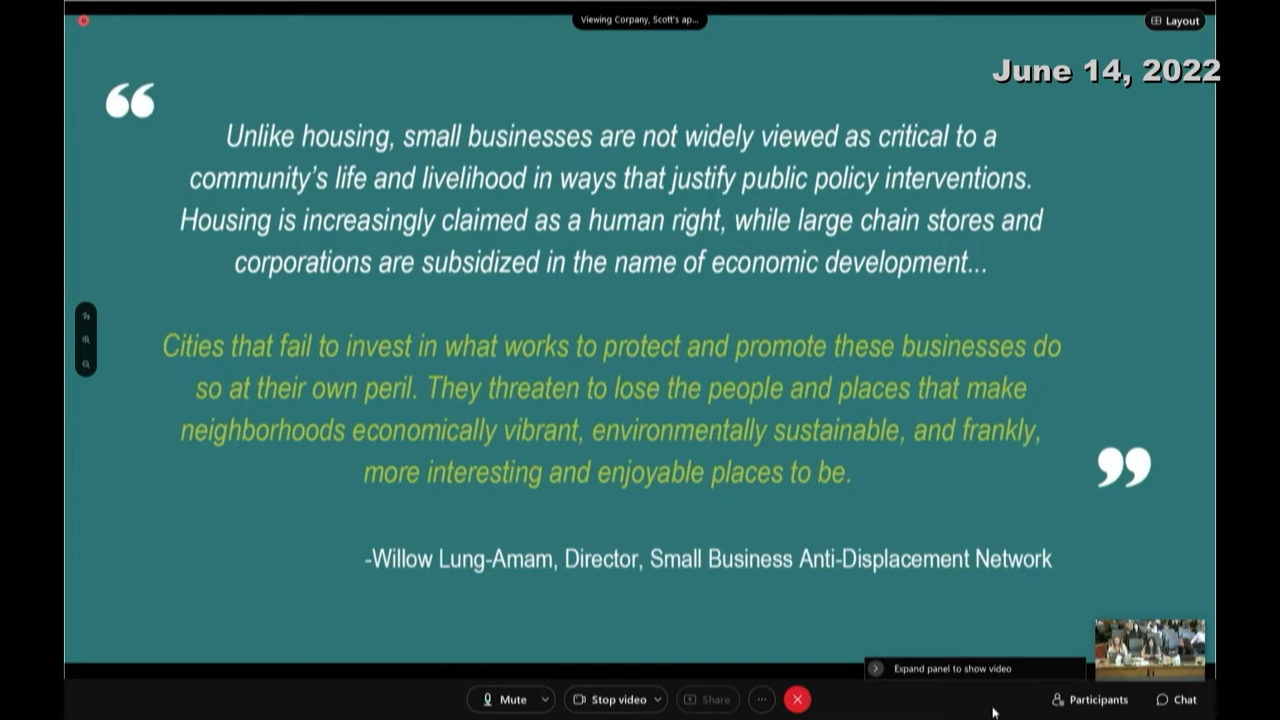 Viewing Corpany, Scott's ap...
Layout
June 14, 2022
“
Unlike housing, small businesses are not widely viewed as critical to a
community’s life and livelihood in ways that justify public policy interventions.
Housing is increasingly claimed as a human right, while large chain stores and
corporations are subsidized in the name of economic development...
Cities that fail to invest in what works to protect and promote these businesses do
so at their own peril. They threaten to lose the people and places that make
neighborhoods economically vibrant, environmentally sustainable, and frankly,
more interesting and enjoyable places to be.
”
-Willow Lung-Amam, Director, Small Business Anti-Displacement Network
Expand panel to show video
Mute
Stop video
Share
...
Participants
Chat